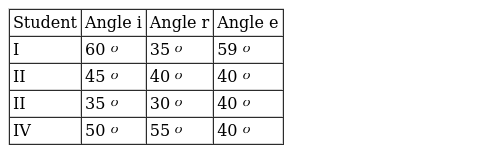 Student Angle i Angle r Angle e
I 60 o 35 o 59 o
II 45 o 40 o 40 o
II 35 o 30 o 40 o
IV 50 o 55 o 40 o